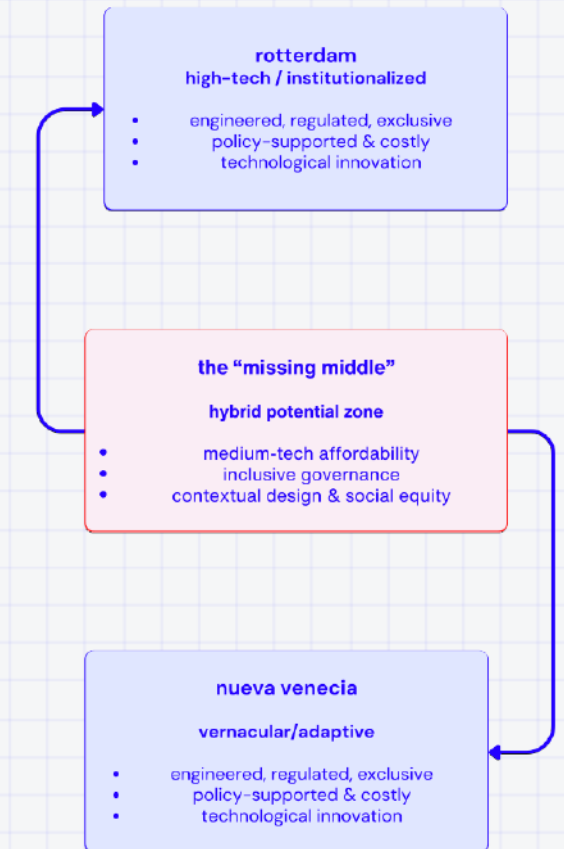 rotterdam
high-tech / institutionalized
• engineered, regulated, exclusive
• policy-supported & costly
• technological innovation
the “missing middle”
hybrid potential zone
• medium-tech affordability
• inclusive governance
• contextual design & social equity
nueva venecia
vernacular/adaptive
• engineered, regulated, exclusive
• policy-supported & costly
• technological innovation